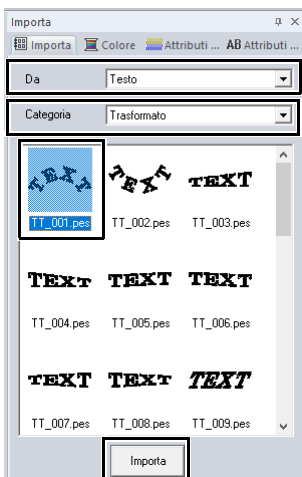 Importa
Importa Colore Attributi ... AB Attributi ...
Da Testo
Categoria Trasformato
TEXT TEXT TEXT
TT_001.pes TT_002.pes TT_003.pes
TEXT TEXT TEXT
TT_004.pes TT_005.pes TT_006.pes
TEXT TEXT TEXT
TT_007.pes TT_008.pes TT_009.pes
Importa